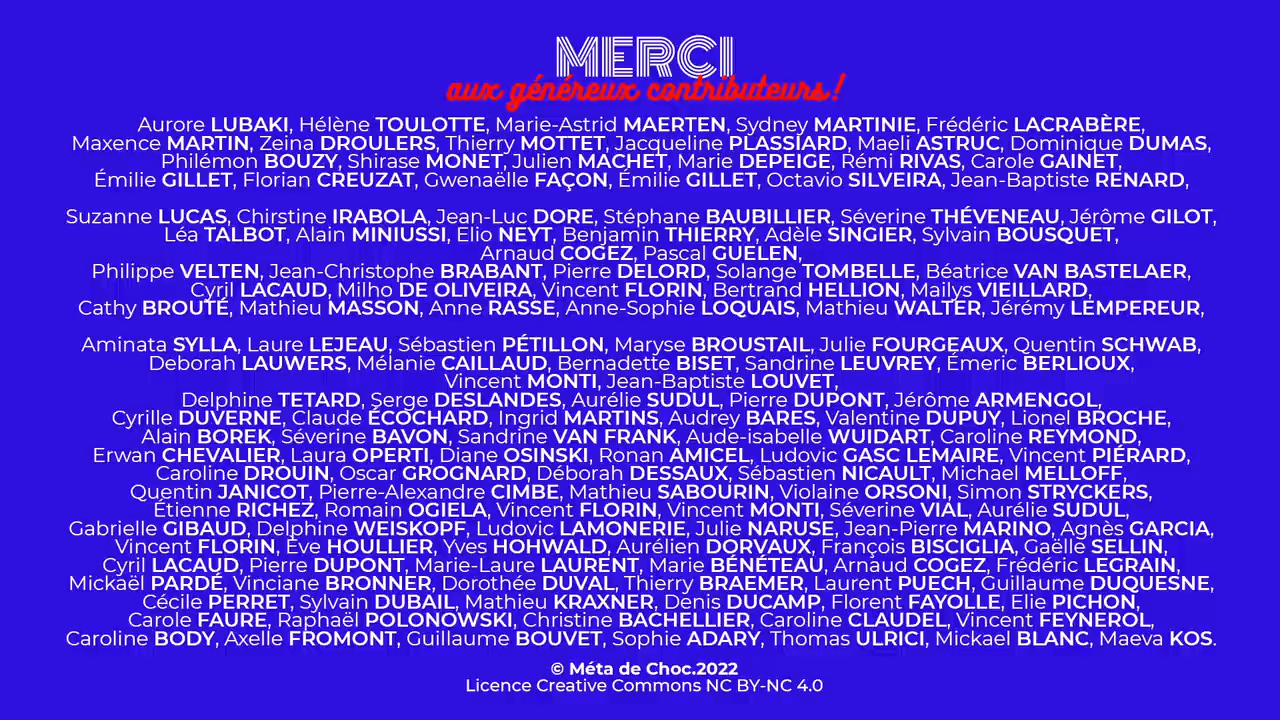 MERCI
aux généreux contributeurs !
Aurore LUBAKI, Hélène TOULOTTE, Marie-Astrid MAERTEN, Sydney MARTINIE, Frédéric LACRABÈRE,
Maxence MARTIN, Zeina DROULERS, Thierry MOTTET, Jacqueline PLASSIARD, Maeli ASTRUC, Dominique DUMAS,
Philémon BOUZY, Shirase MONET, Julien MACHET, Marie DEPEIGE, Rémi RIVAS, Carole GAINET,
Émilie GILLET, Florian CREUZAT, Gwenaëlle FAÇON, Émilie GILLET, Octavio SILVEIRA, Jean-Baptiste RENARD,
Suzanne LUCAS, Chirstine IRABOLA, Jean-Luc DORE, Stéphane BAUBILLIER, Séverine THÉVENEAU, Jérôme GILOT,
Léa TALBOT, Alain MINIUSSI, Elio NEYT, Benjamin THIERRY, Adèle SINGIER, Sylvain BOUSQUET,
Arnaud COGEZ, Pascal GUELEN,
Philippe VELTEN, Jean-Christophe BRABANT, Pierre DELORD, Solange TOMBELLE, Béatrice VAN BASTELAER,
Cyril LACAUD, Milho DE OLIVEIRA, Vincent FLORIN, Bertrand HELLION, Maïlys VIEILLARD,
Cathy BROUTÉ, Mathieu MASSON, Anne RASSE, Anne-Sophie LOQUAIS, Mathieu WALTER, Jérémy LEMPEREUR,
Aminata SYLLA, Laure LEJEAU, Sébastien PÉTILLON, Maryse BROUSTAIL, Julie FOURGEAUX, Quentin SCHWAB,
Deborah LAUWERS, Mélanie CAILLAUD, Bernadette BISET, Sandrine LEUVREY, Émeric BERLIOUX,
Vincent MONTI, Jean-Baptiste LOUVET,
Delphine TETARD, Serge DESLANDES, Aurélie SUDUL, Pierre DUPONT, Jérôme ARMENGOL,
Cyrille DUVERNE, Claude ÉCOCHARD, Ingrid MARTINS, Audrey BARES, Valentine DUPUY, Lionel BROCHE,
Alain BOREK, Séverine BAVON, Sandrine VAN FRANK, Aude-isabelle WUIDART, Caroline REYMOND,
Erwan CHEVALIER, Laura OPERTI, Diane OSINSKI, Ronan AMICEL, Ludovic GASC LEMAIRE, Vincent PIÉRARD,
Caroline DROUIN, Oscar GROGNARD, Déborah DESSAUX, Sébastien NICAULT, Michael MELLOFF,
Quentin JANICOT, Pierre-Alexandre CIMBE, Mathieu SABOURIN, Violaine ORSONI, Simon STRYCKERS,
Étienne RICHEZ, Romain OGIELA, Vincent FLORIN, Vincent MONTI, Séverine VIAL, Aurélie SUDUL,
Gabrielle GIBAUD, Delphine WEISKOPF, Ludovic LAMONERIE, Julie NARUSE, Jean-Pierre MARINO, Agnès GARCIA,
Vincent FLORIN, Ève HOULLIER, Yves HOHWALD, Aurélien DORVAUX, François BISCIGLIA, Gaëlle SELLIN,
Cyril LACAUD, Pierre DUPONT, Marie-Laure LAURENT, Marie BÉNÉTEAU, Arnaud COGEZ, Frédéric LEGRAIN,
Mickaël PARDÉ, Vinciane BRONNER, Dorothée DUVAL, Thierry BRAEMER, Laurent PUECH, Guillaume DUQUESNE,
Cécile PERRET, Sylvain DUBAIL, Mathieu KRAXNER, Denis DUCAMP, Florent FAYOLLE, Elie PICHON,
Carole FAURE, Raphaël POLONOWSKI, Christine BACHELLIER, Caroline CLAUDEL, Vincent FEYNEROL,
Caroline BODY, Axelle FROMONT, Guillaume BOUVET, Sophie ADARY, Thomas ULRICI, Mickael BLANC, Maeva KOS.
© Méta de Choc.2022
Licence Creative Commons NC BY-NC 4.0